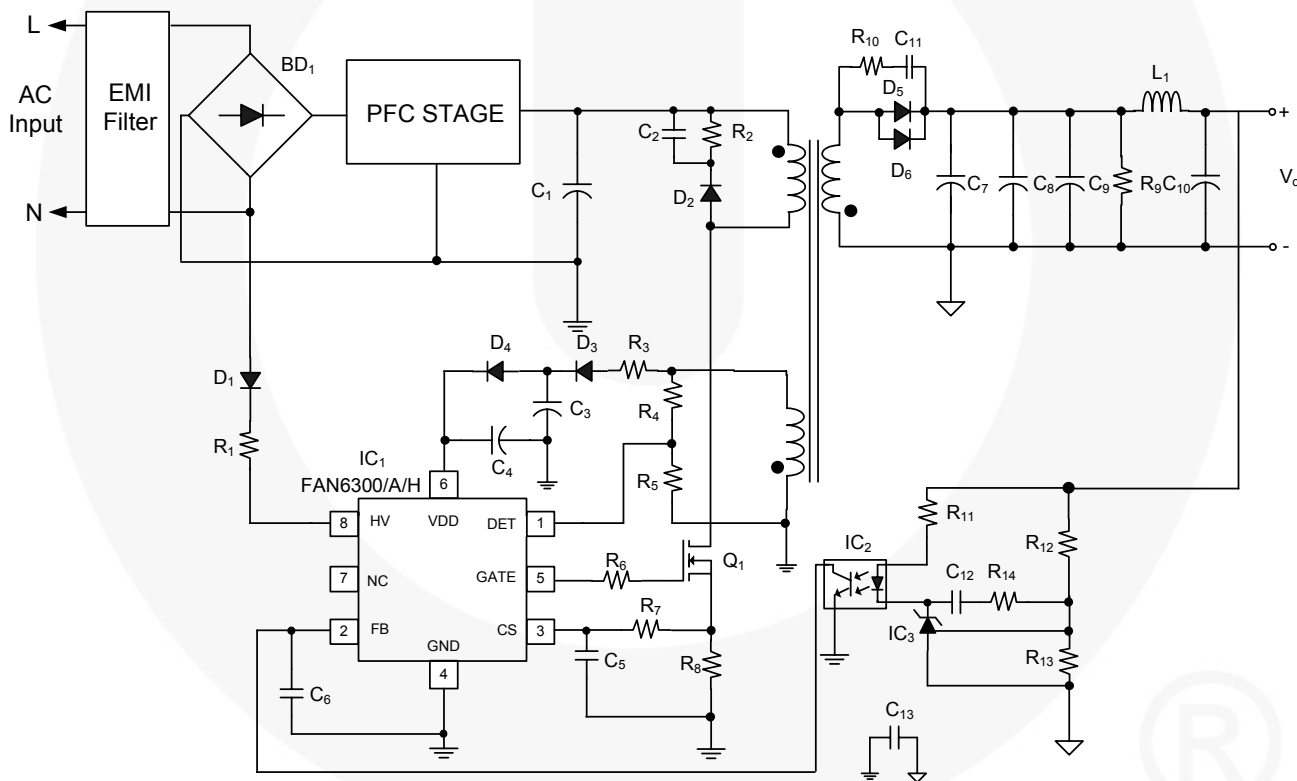 L
AC
Input
N
EMI
Filter
BD1
PFC STAGE
C1
C2
R2
D2
R10
C11
D5
D6
C7
C8
C9
R9
C10
L1
+
-
D1
R1
D4
D3
R3
C3
C4
R4
R5
IC1
FAN6300/A/H
6
VDD
8
HV
DET
1
7
NC
GATE
5
2
FB
CS
3
GND
4
R6
Q1
R7
R8
C5
C6
IC2
R11
R12
C12
R14
IC3
R13
C13
®